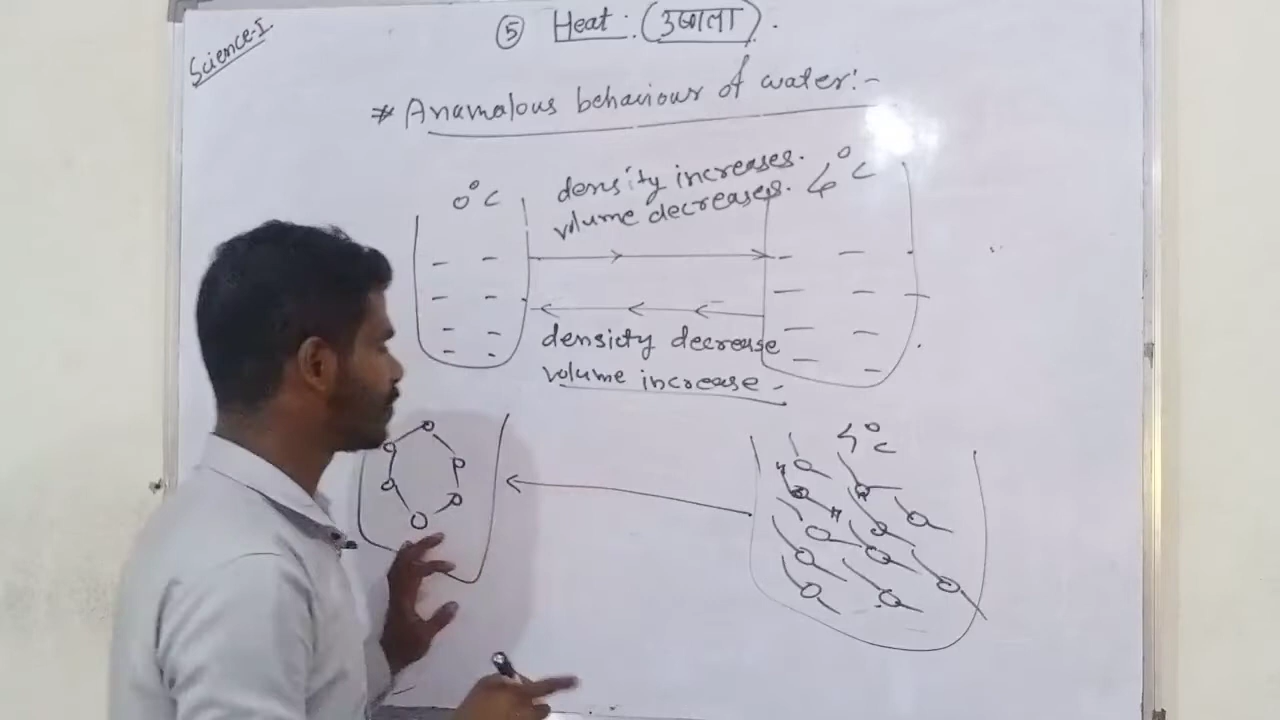 Science-I
⑤ Heat : (उष्णता).
* Anamalous behaviour of water:-
0°C
density increases.
volume decreases.
4°C
densicty decrease
volume increase -
4°C